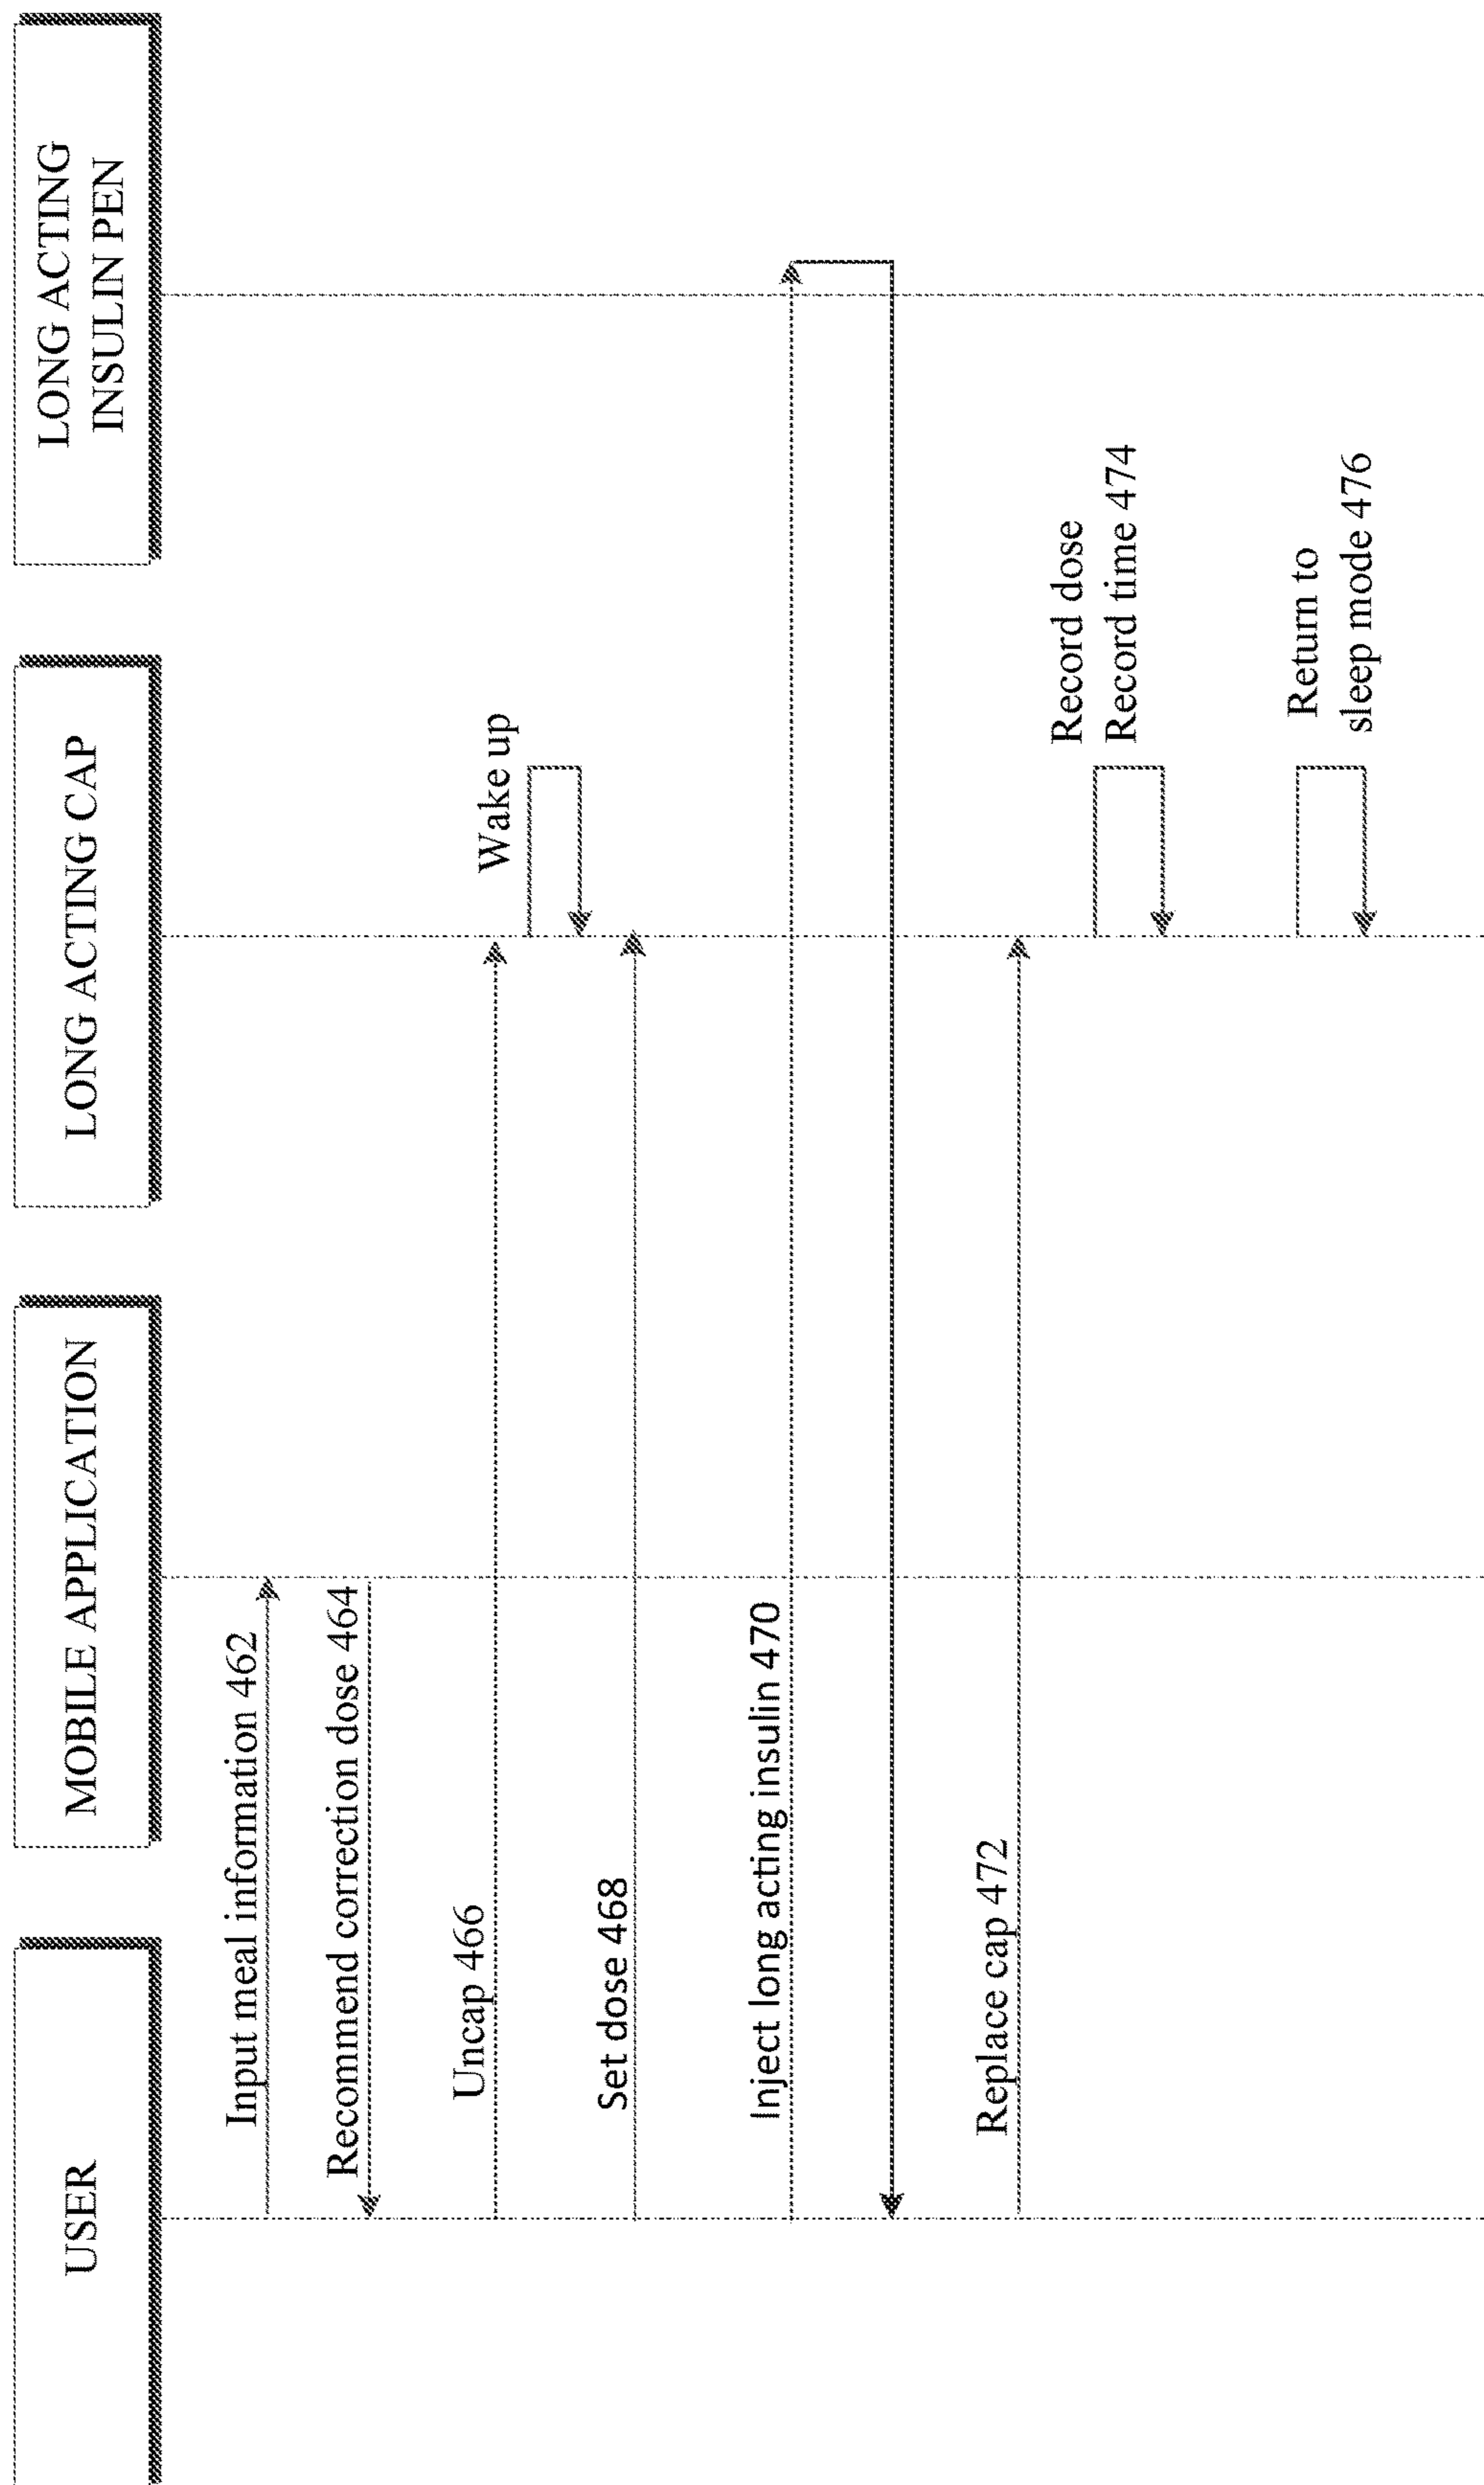 USER
MOBILE APPLICATION
LONG ACTING CAP
LONG ACTING
INSULIN PEN
Input meal information 462
Recommend correction dose 464
Uncap 466
Wake up
Set dose 468
Inject long acting insulin 470
Replace cap 472
Record dose
Record time 474
Return to
sleep mode 476